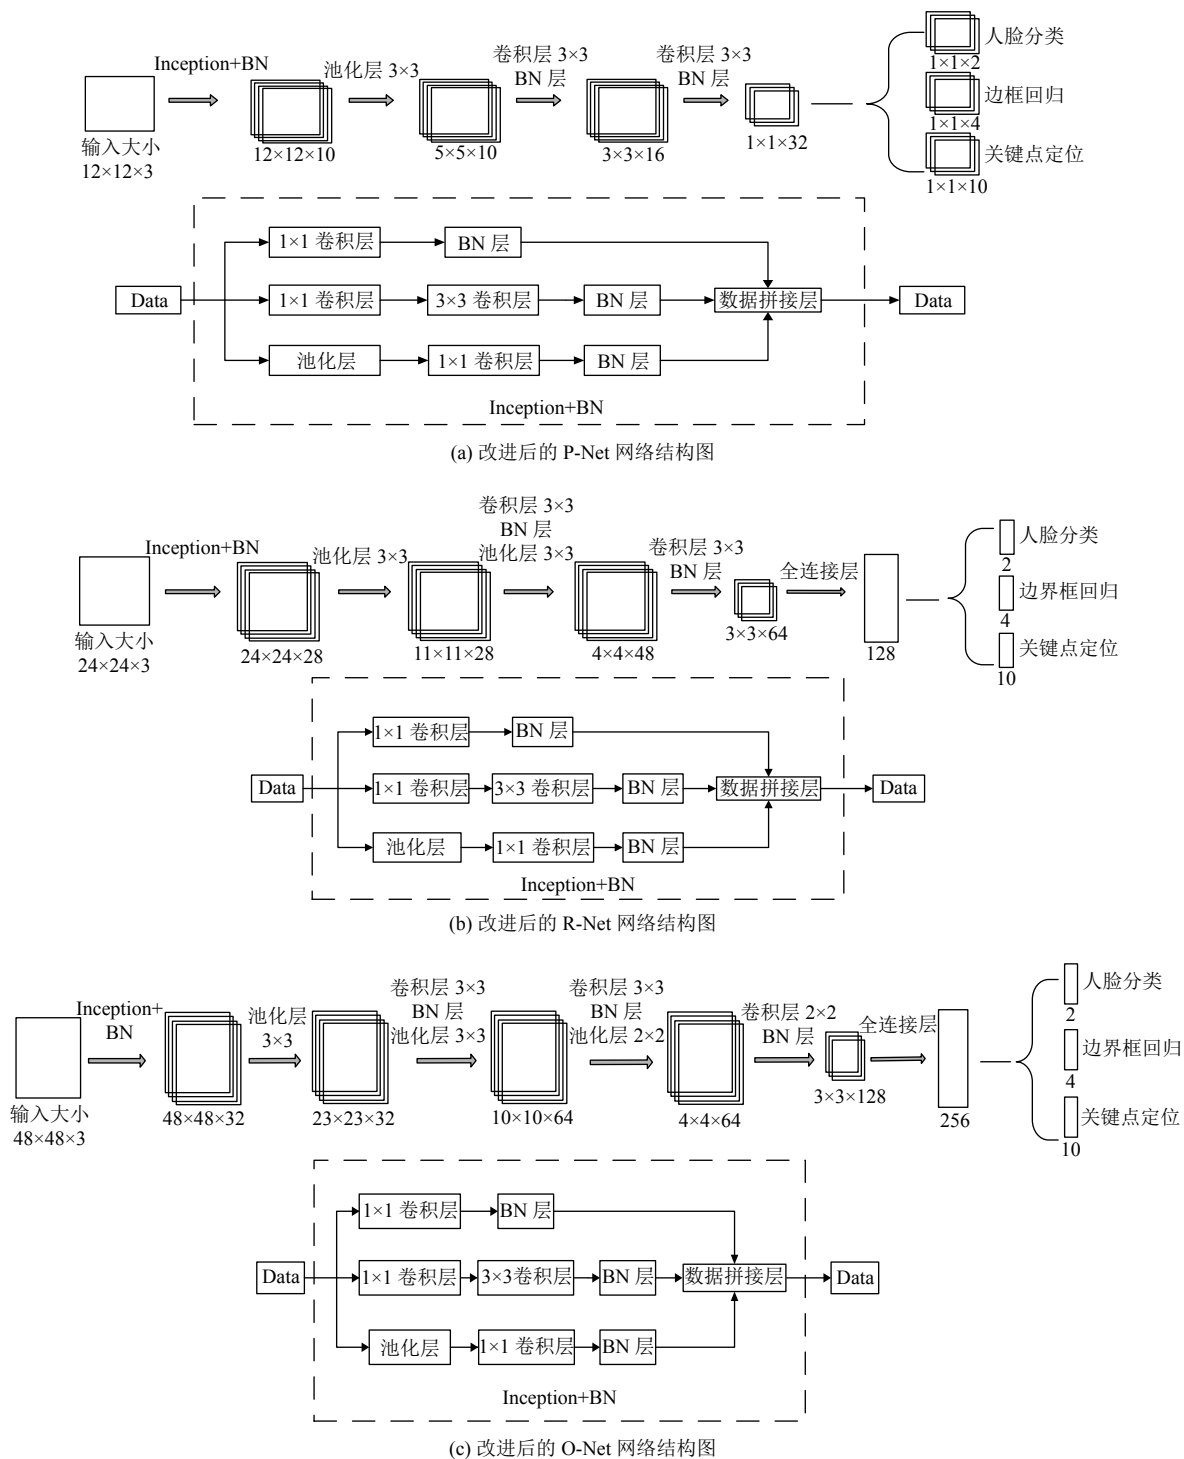 Inception+BN
池化层 3×3
卷积层 3×3
BN 层
卷积层 3×3
BN 层
输入大小
12×12×3
12×12×10
5×5×10
3×3×16
1×1×32
人脸分类
1×1×2
边框回归
1×1×4
关键点定位
1×1×10
Data
1×1 卷积层
BN 层
1×1 卷积层
3×3 卷积层
BN 层
池化层
1×1 卷积层
BN 层
数据拼接层
Data
Inception+BN
(a) 改进后的 P-Net 网络结构图
Inception+BN
池化层 3×3
卷积层 3×3
BN 层
池化层 3×3
卷积层 3×3
BN 层
全连接层
输入大小
24×24×3
24×24×28
11×11×28
4×4×48
3×3×64
128
人脸分类
2
边界框回归
4
关键点定位
10
Data
1×1 卷积层
BN 层
1×1 卷积层
3×3 卷积层
BN 层
池化层
1×1 卷积层
BN 层
数据拼接层
Data
Inception+BN
(b) 改进后的 R-Net 网络结构图
Inception+
BN
池化层
3×3
卷积层 3×3
BN 层
池化层 3×3
卷积层 3×3
BN 层
池化层 2×2
卷积层 2×2
BN 层
全连接层
输入大小
48×48×3
48×48×32
23×23×32
10×10×64
4×4×64
3×3×128
256
人脸分类
2
边界框回归
4
关键点定位
10
Data
1×1 卷积层
BN 层
1×1 卷积层
3×3卷积层
BN 层
池化层
1×1 卷积层
BN 层
数据拼接层
Data
Inception+BN
(c) 改进后的 O-Net 网络结构图